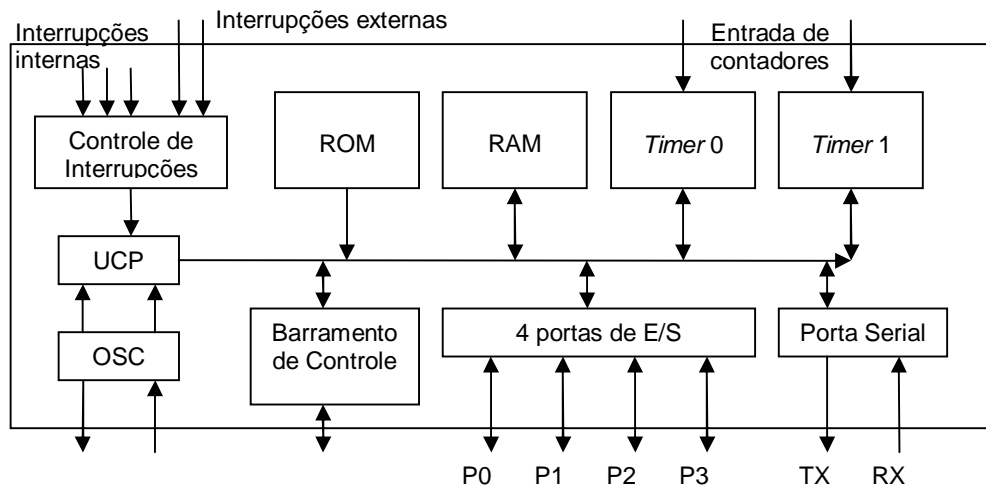 Interrupções externas
Interrupções
internas
Entrada de
contadores
Controle de
Interrupções
ROM
RAM
Timer 0
Timer 1
UCP
OSC
Barramento
de Controle
4 portas de E/S
Porta Serial
P0
P1
P2
P3
TX
RX